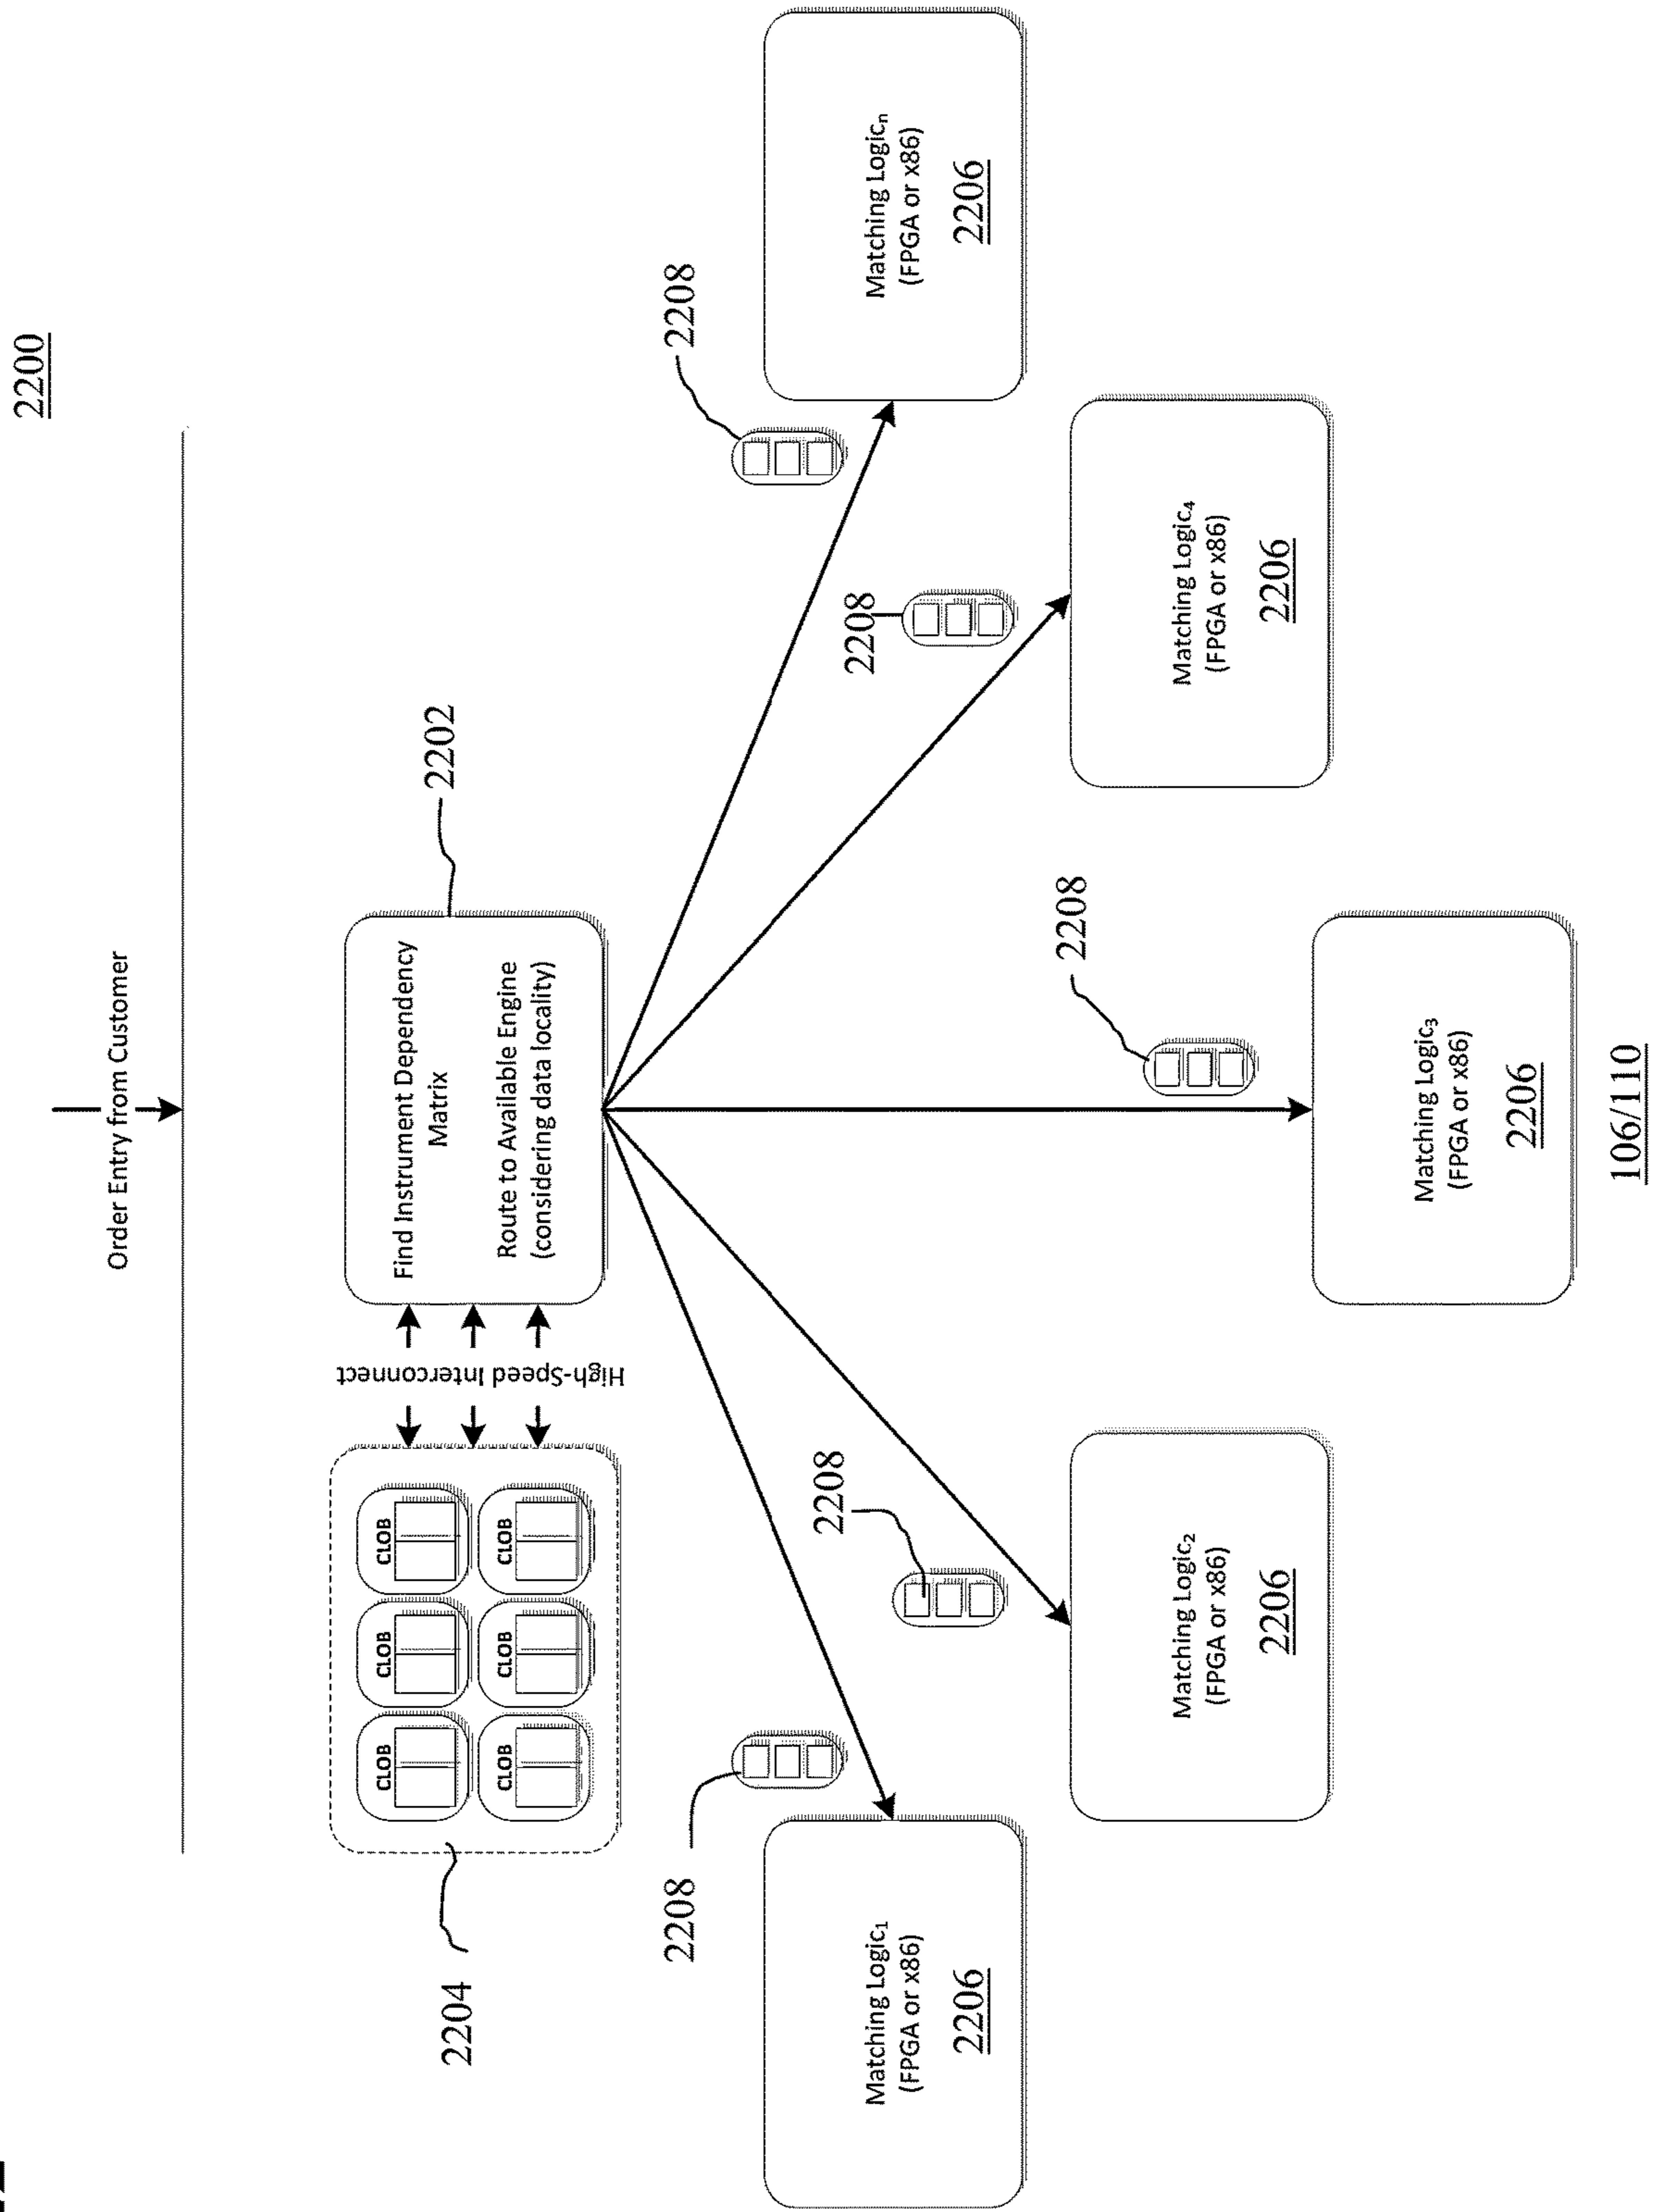 2200
Order Entry from Customer
2204
CLOB CLOB CLOB
CLOB CLOB CLOB
High-Speed Interconnect
Find Instrument Dependency
Matrix
Route to Available Engine
(considering data locality)
2202
2208
2208
2208
2208
2208
Matching Logic₁
(FPGA or x86)
2206
Matching Logic₂
(FPGA or x86)
2206
Matching Logic₃
(FPGA or x86)
2206
Matching Logic₄
(FPGA or x86)
2206
Matching Logicₙ
(FPGA or x86)
2206
106/110